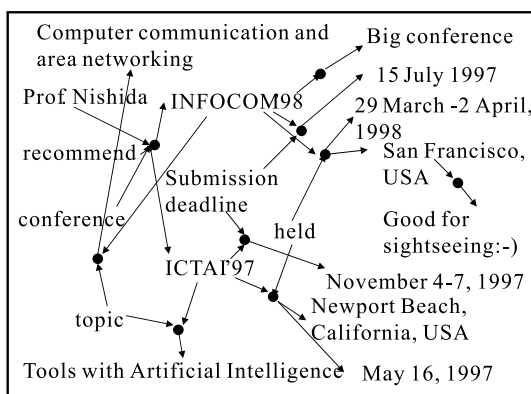 Computer communication and
area networking
Big conference
Prof. Nishida
INFOCOM98
15 July 1997
29 March -2 April,
1998
recommend
San Francisco,
USA
Submission
deadline
conference
held
Good for
sightseeing:-)
ICTAI'97
November 4-7, 1997
topic
Newport Beach,
California, USA
Tools with Artificial Intelligence
May 16, 1997